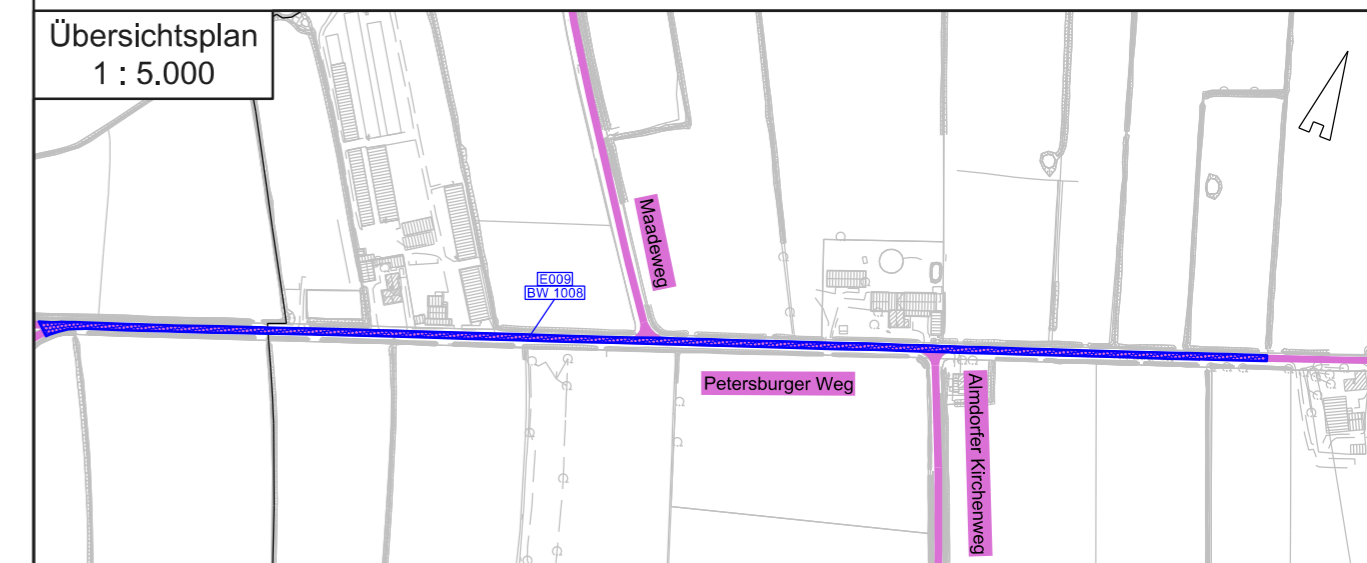 Übersichtsplan
1 : 5.000
Maadeweg
E009
BW 1008
Petersburger Weg
Almdorfer Kirchenweg